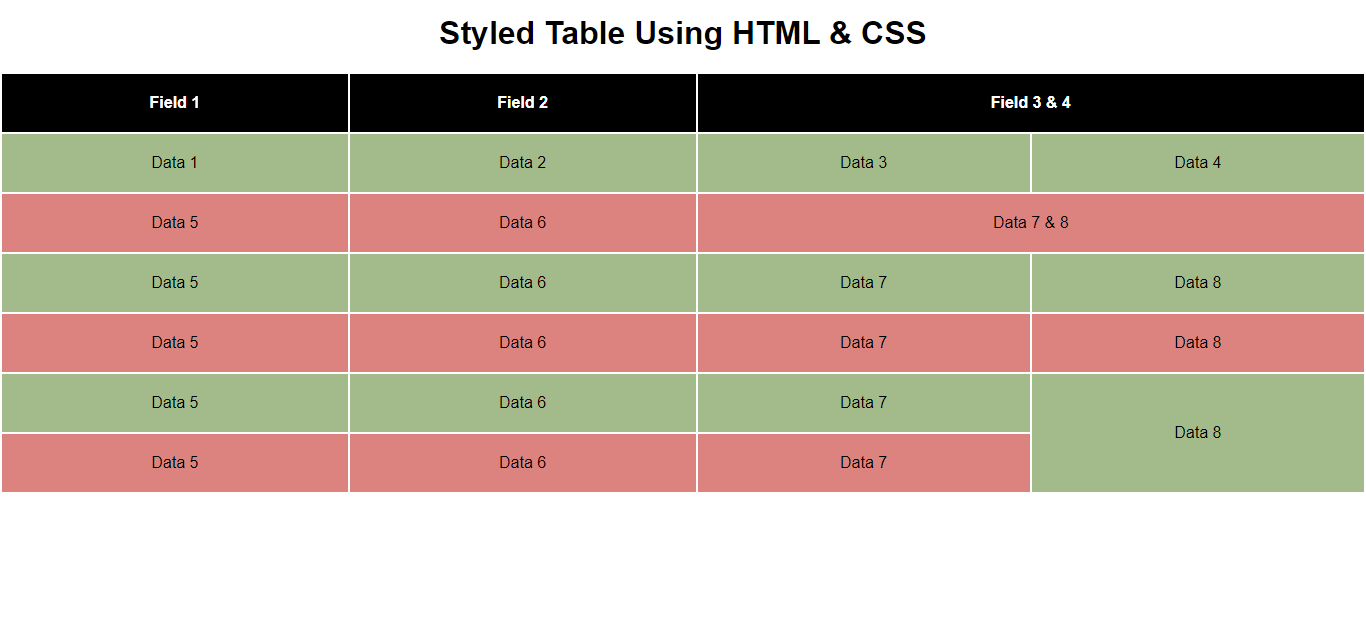 Styled Table Using HTML & CSS
Field 1 Field 2 Field 3 & 4
Data 1 Data 2 Data 3 Data 4
Data 5 Data 6 Data 7 & 8
Data 5 Data 6 Data 7 Data 8
Data 5 Data 6 Data 7 Data 8
Data 5 Data 6 Data 7
Data 8
Data 5 Data 6 Data 7